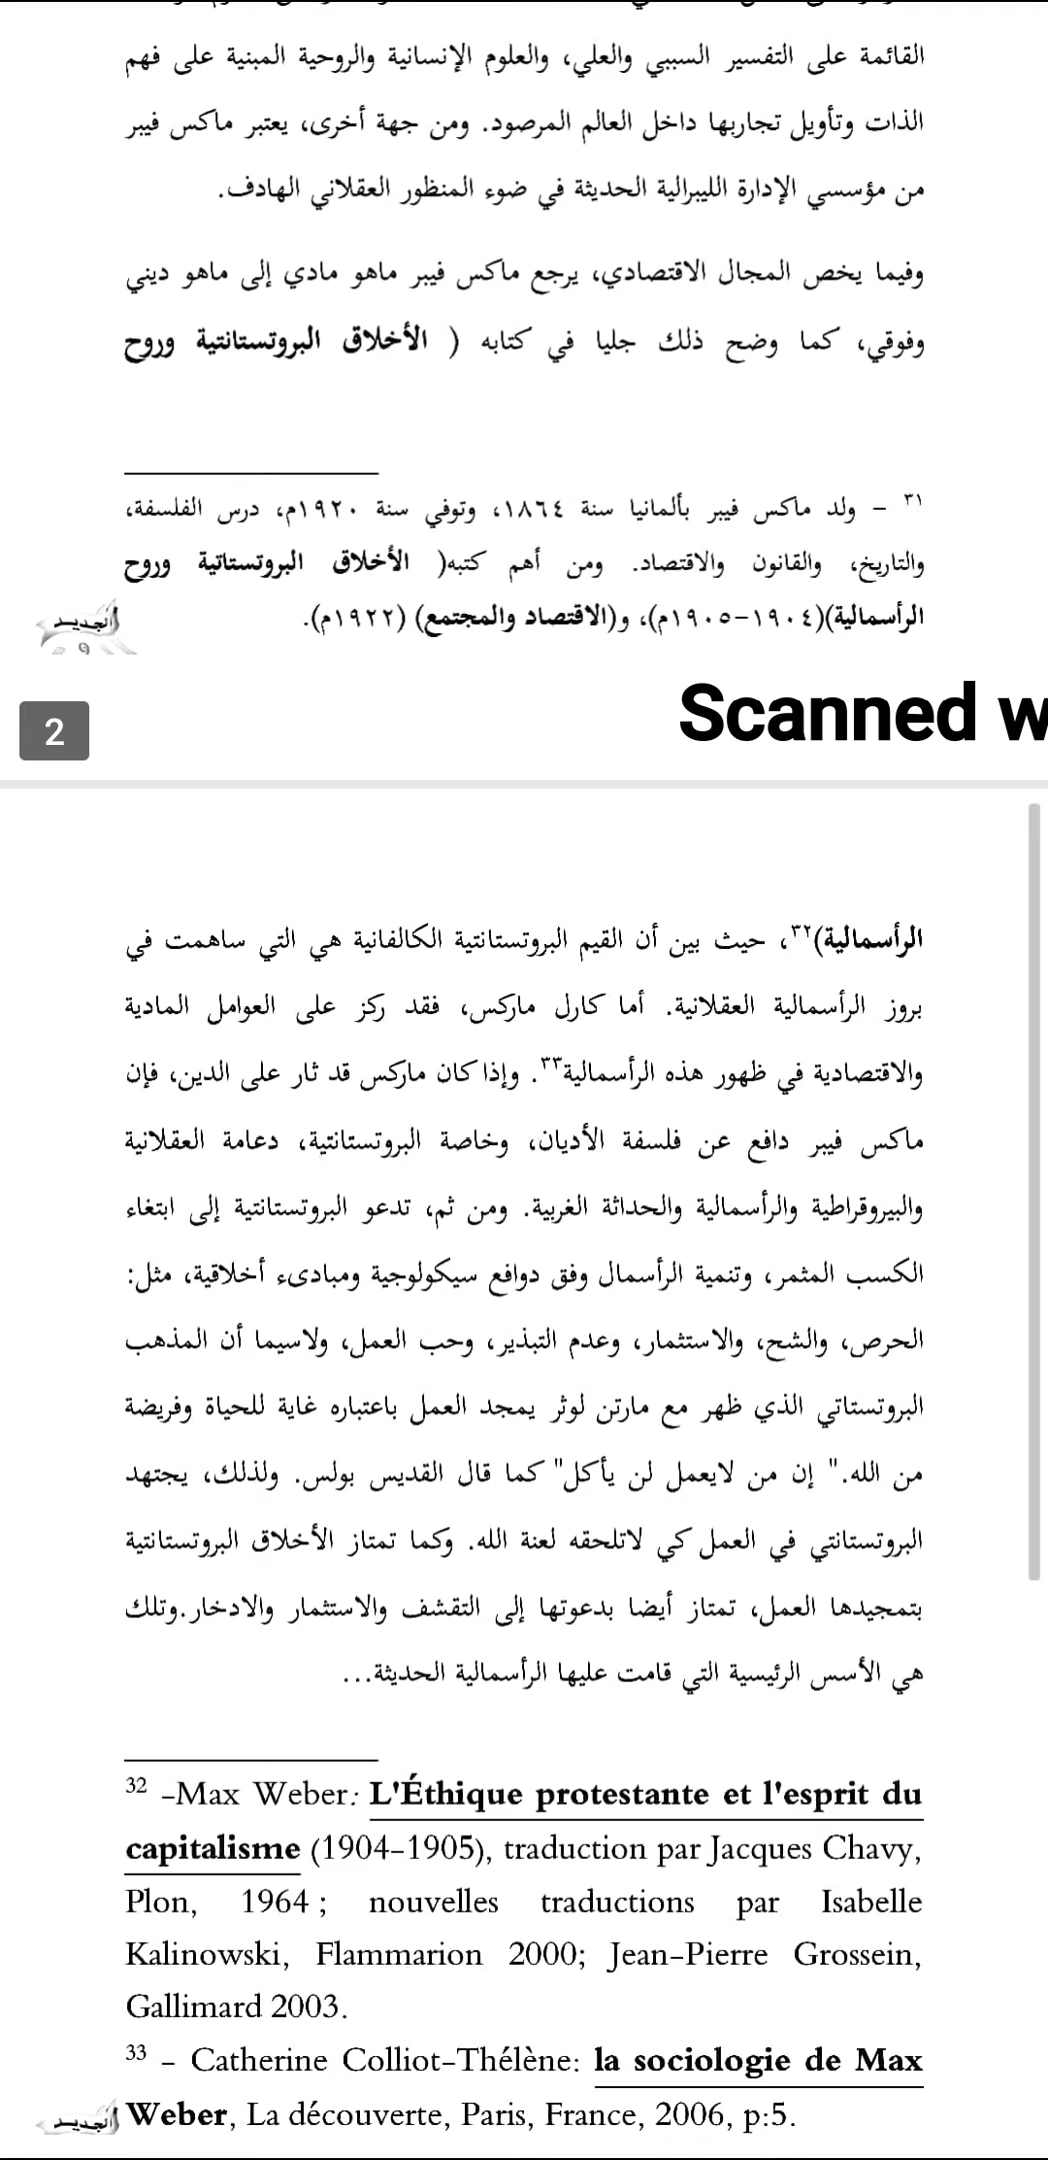 القائمة على التفسير السببي والعلي، والعلوم الإنسانية والروحية المبنية على فهم
الذات وتأويل تجاربها داخل العالم المرصود. ومن جهة أخرى، يعتبر ماكس فيبر
من مؤسسي الإدارة الليبرالية الحديثة في ضوء المنظور العقلاني الهادف.
وفيما يخص المجال الاقتصادي، يرجع ماكس فيبر ماهو مادي إلى ماهو ديني
وفوقي، كما وضح ذلك جليا في كتابه ( الأخلاق البروتستانتية وروح
٣١ - ولد ماكس فيبر بألمانيا سنة ١٨٦٤، وتوفي سنة ١٩٢٠م، درس الفلسفة،
والتاريخ، والقانون والاقتصاد. ومن أهم كتبه( الأخلاق البروتستاتية وروح
الرأسمالية)(١٩٠٤-١٩٠٥م)، و(الاقتصاد والمجتمع) (١٩٢٢م).
الجديد
9
Scanned w
2
الرأسمالية)٣٢، حيث بين أن القيم البروتستانتية الكالفانية هي التي ساهمت في
بروز الرأسمالية العقلانية. أما كارل ماركس، فقد ركز على العوامل المادية
والاقتصادية في ظهور هذه الرأسمالية٣٣. وإذا كان ماركس قد ثار على الدين، فإن
ماكس فيبر دافع عن فلسفة الأديان، وخاصة البروتستانتية، دعامة العقلانية
والبيروقراطية والرأسمالية والحداثة الغربية. ومن ثم، تدعو البروتستانتية إلى ابتغاء
الكسب المثمر، وتنمية الرأسمال وفق دوافع سيكولوجية ومبادىء أخلاقية، مثل:
الحرص، والشح، والاستثمار، وعدم التبذير، وحب العمل، ولاسيما أن المذهب
البروتستاتي الذي ظهر مع مارتن لوثر يمجد العمل باعتباره غاية للحياة وفريضة
من الله." إن من لايعمل لن يأكل" كما قال القديس بولس. ولذلك، يجتهد
البروتستانتي في العمل كي لاتلحقه لعنة الله. وكما تمتاز الأخلاق البروتستانتية
بتمجيدها العمل، تمتاز أيضا بدعوتها إلى التقشف والاستثمار والادخار.وتلك
هي الأسس الرئيسية التي قامت عليها الرأسمالية الحديثة...
32 -Max Weber: L'Éthique protestante et l'esprit du
capitalisme (1904-1905), traduction par Jacques Chavy,
Plon, 1964 ; nouvelles traductions par Isabelle
Kalinowski, Flammarion 2000; Jean-Pierre Grossein,
Gallimard 2003.
33 - Catherine Colliot-Thélène: la sociologie de Max
Weber, La découverte, Paris, France, 2006, p:5.
الجديد